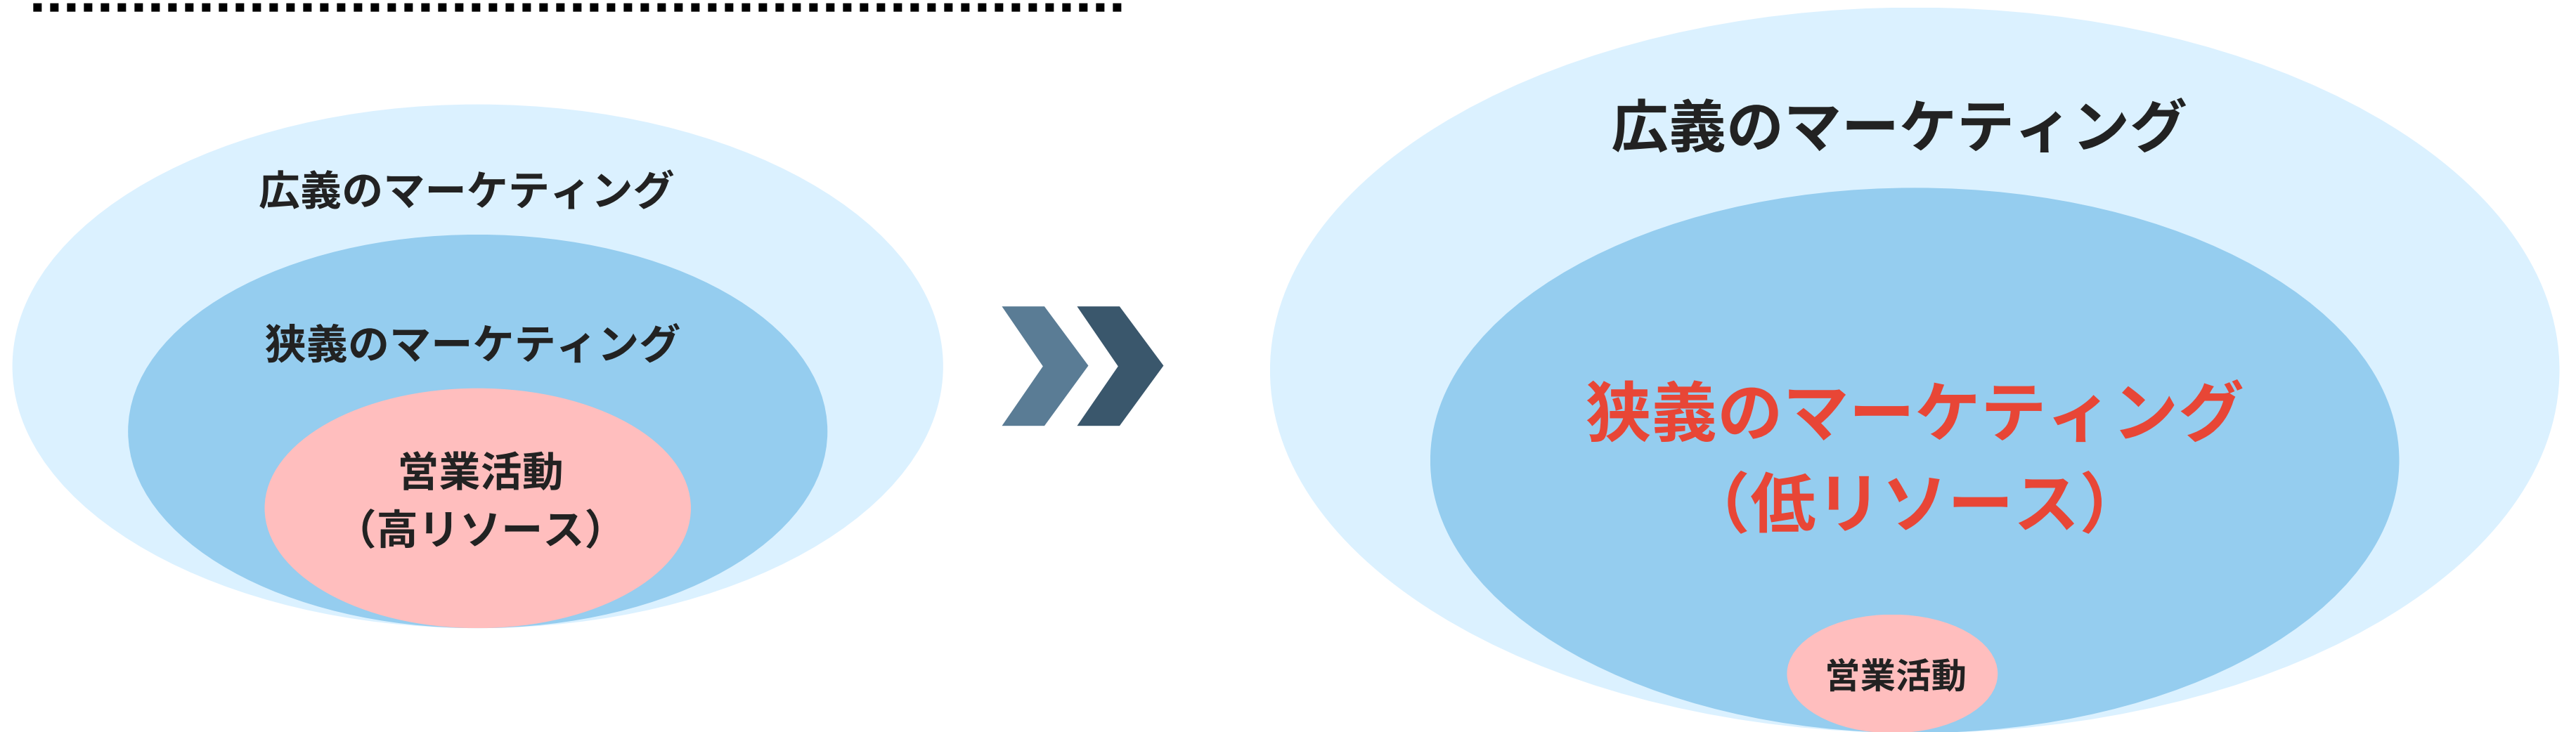 広義のマーケティング
狭義のマーケティング
営業活動
（高リソース）
広義のマーケティング
狭義のマーケティング
（低リソース）
営業活動